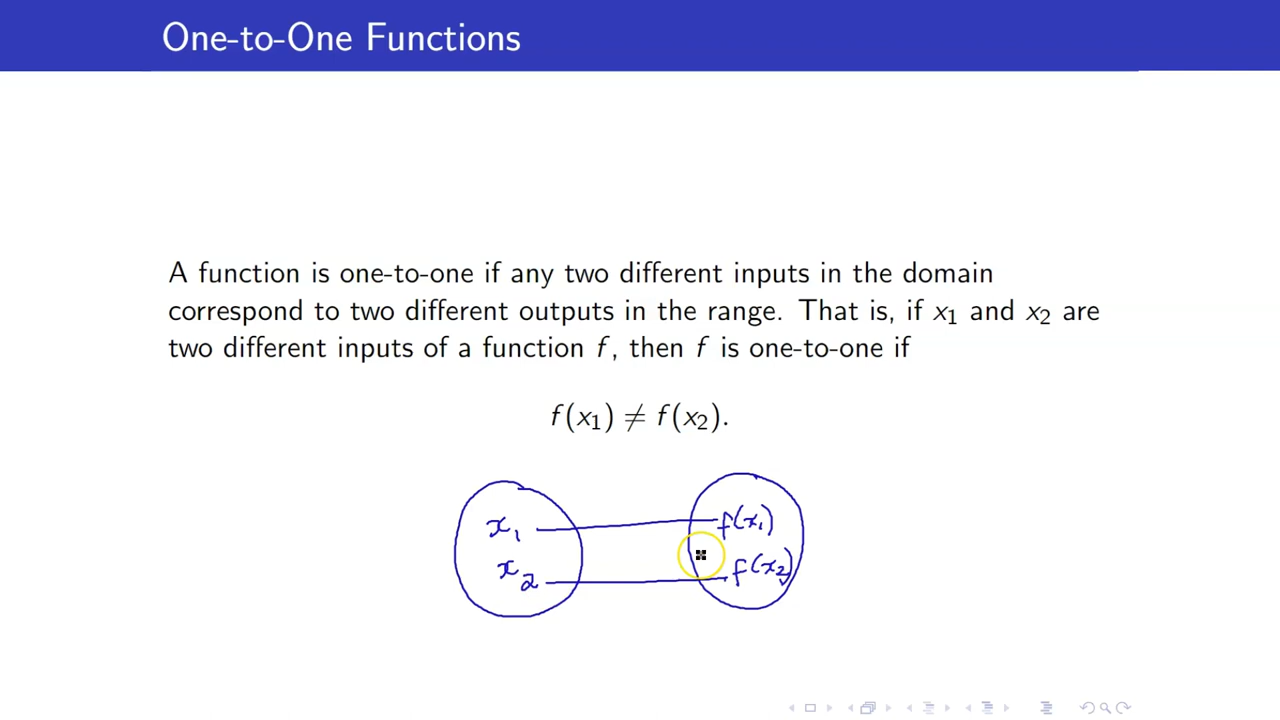 One-to-One Functions
A function is one-to-one if any two different inputs in the domain
correspond to two different outputs in the range. That is, if x₁ and x₂ are
two different inputs of a function f, then f is one-to-one if
f(x₁) ≠ f(x₂).
x₁ f(x₁)
x₂ f(x₂)